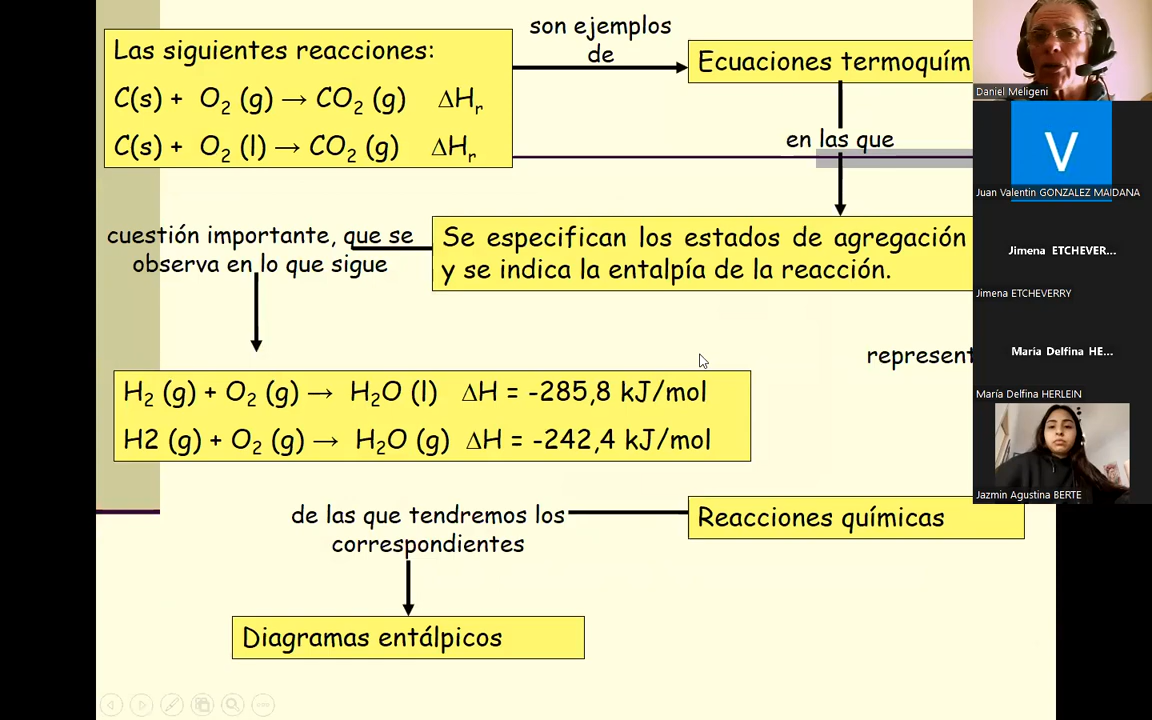 Las siguientes reacciones:
C(s) + O₂ (g) → CO₂ (g) ΔHᵣ
C(s) + O₂ (l) → CO₂ (g) ΔHᵣ
son ejemplos
de
Ecuaciones termoquím
en las que
Se especifican los estados de agregación
y se indica la entalpía de la reacción.
cuestión importante, que se
observa en lo que sigue
represent
H₂ (g) + O₂ (g) → H₂O (l) ΔH = -285,8 kJ/mol
H2 (g) + O₂ (g) → H₂O (g) ΔH = -242,4 kJ/mol
de las que tendremos los
correspondientes
Reacciones químicas
Diagramas entálpicos
Daniel Meligeni
V
Juan Valentin GONZALEZ MAIDANA
Jimena ETCHEVER...
Jimena ETCHEVERRY
María Delfina HE...
María Delfina HERLEIN
Jazmin Agustina BERTE